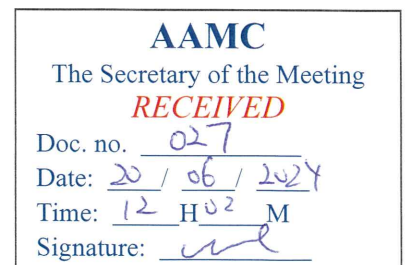 AAMC
The Secretary of the Meeting
RECEIVED
Doc. no. 027
Date: 20 / 06 / 2024
Time: 12 H 02 M
Signature: